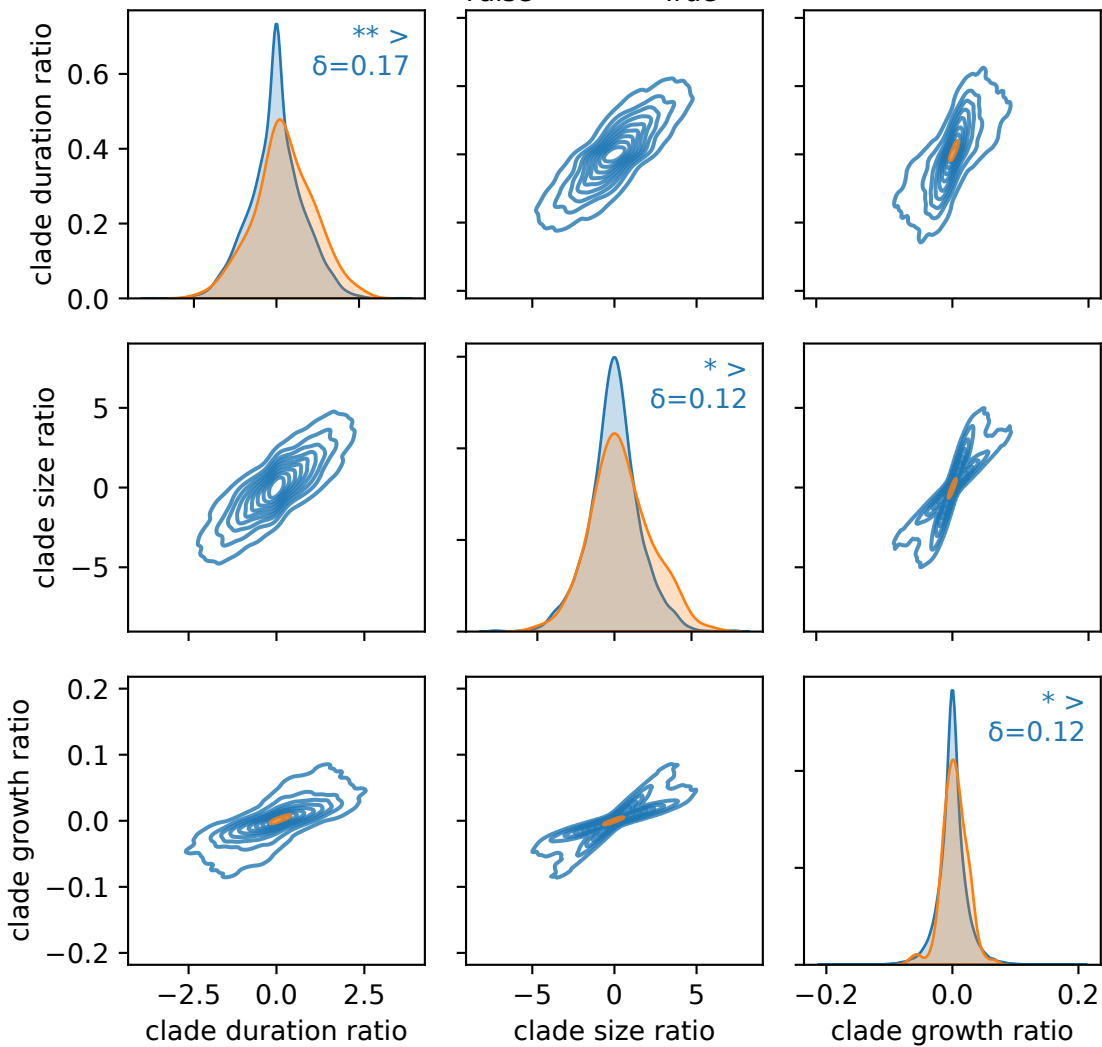 clade duration ratio
0.6
0.4
0.2
0.0
** >
δ=0.17
clade size ratio
5
0
−5
* >
δ=0.12
clade growth ratio
0.2
0.1
0.0
−0.1
−0.2
* >
δ=0.12
−2.5 0.0 2.5
−5 0 5
−0.2 0.0 0.2
clade duration ratio
clade size ratio
clade growth ratio